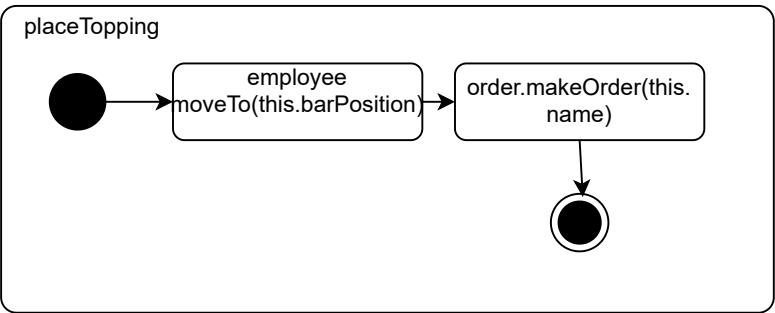 placeTopping
employee
moveTo(this.barPosition)
order.makeOrder(this.
name)